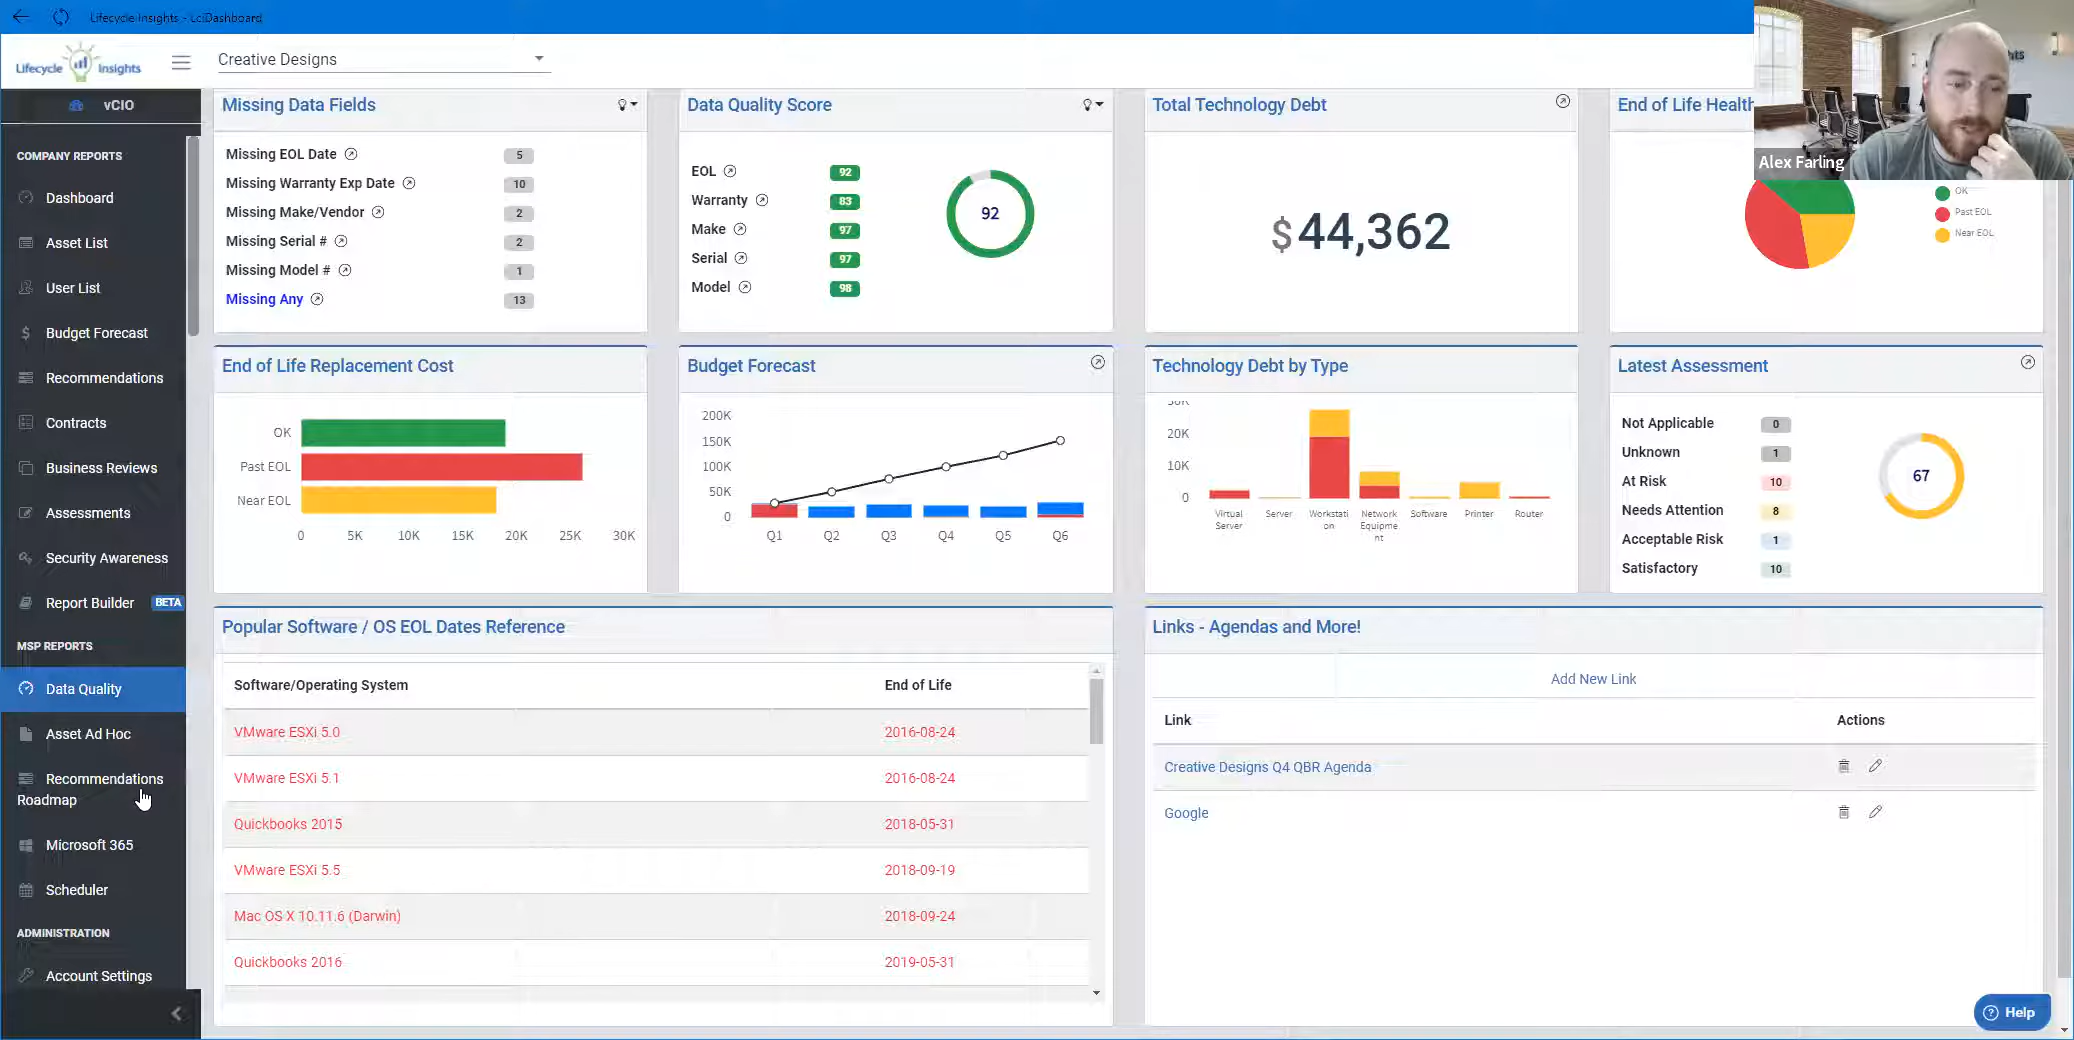 Lifecycle Insights - LciDashboard
Lifecycle Insights
Creative Designs
Alex Farling
vCIO
COMPANY REPORTS
Dashboard
Asset List
User List
Budget Forecast
Recommendations
Contracts
Business Reviews
Assessments
Security Awareness
Report Builder BETA
MSP REPORTS
Data Quality
Asset Ad Hoc
Recommendations
Roadmap
Microsoft 365
Scheduler
ADMINISTRATION
Account Settings
Missing Data Fields
Missing EOL Date 5
Missing Warranty Exp Date 10
Missing Make/Vendor 2
Missing Serial # 2
Missing Model # 1
Missing Any 13
Data Quality Score
EOL 92
Warranty 83
Make 97
Serial 97
Model 98
92
Total Technology Debt
$44,362
End of Life Health
OK
Past EOL
Near EOL
End of Life Replacement Cost
OK
Past EOL
Near EOL
0 5K 10K 15K 20K 25K 30K
Budget Forecast
200K
150K
100K
50K
0
Q1 Q2 Q3 Q4 Q5 Q6
Technology Debt by Type
30K
20K
10K
0
Virtual
Server
Server
Workstati
on
Network
Equipme
nt
Software
Printer
Router
Latest Assessment
Not Applicable 0
Unknown 1
At Risk 10
Needs Attention 8
Acceptable Risk 1
Satisfactory 10
67
Popular Software / OS EOL Dates Reference
Software/Operating System End of Life
VMware ESXi 5.0 2016-08-24
VMware ESXi 5.1 2016-08-24
Quickbooks 2015 2018-05-31
VMware ESXi 5.5 2018-09-19
Mac OS X 10.11.6 (Darwin) 2018-09-24
Quickbooks 2016 2019-05-31
Links - Agendas and More!
Add New Link
Link Actions
Creative Designs Q4 QBR Agenda
Google
Help